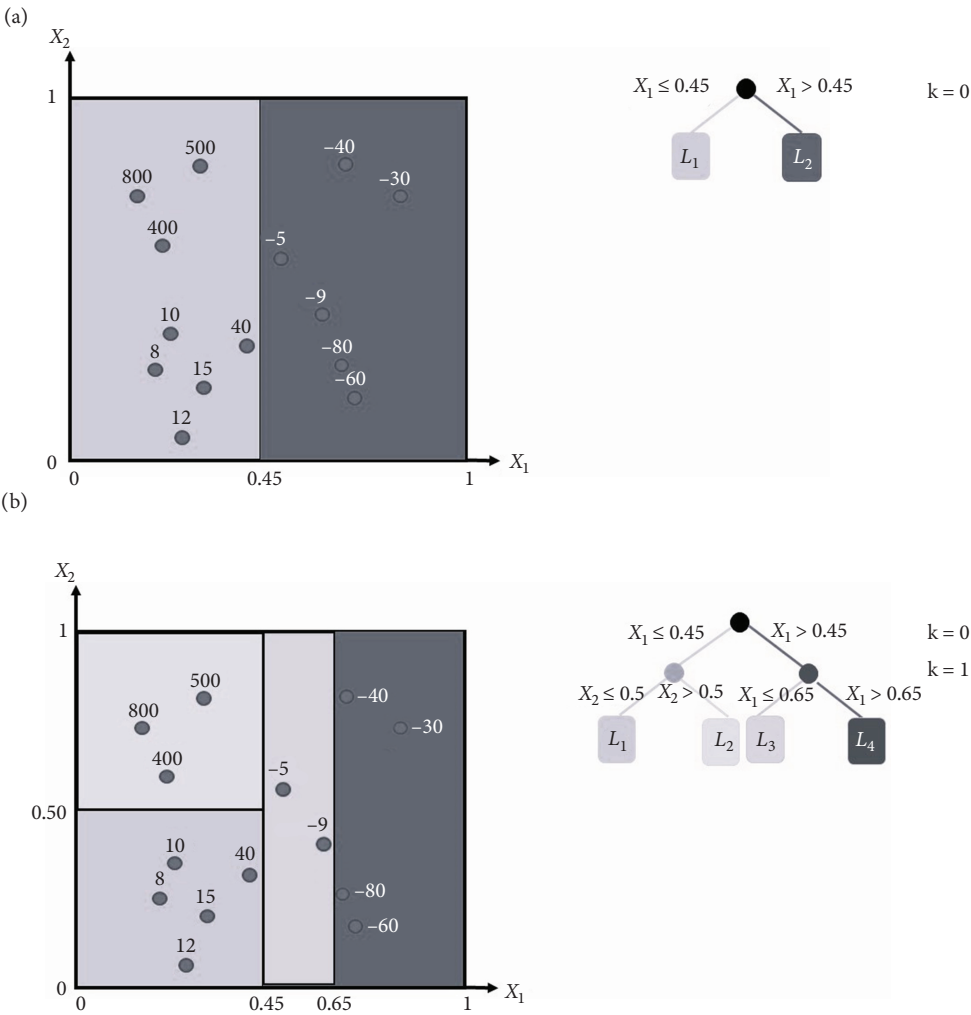 (a)
X2
1
X1 ≤ 0.45
X1 > 0.45
k = 0
L1
L2
500
800
400
10
8
40
15
12
–40
–30
–5
–9
–80
–60
0
0
0.45
1
X1
(b)
X2
1
X1 ≤ 0.45
X1 > 0.45
k = 0
k = 1
X2 ≤ 0.5
X2 > 0.5
X1 ≤ 0.65
X1 > 0.65
L1
L2
L3
L4
500
800
400
–40
–30
–5
0.50
–9
10
40
8
15
12
–80
–60
0
0
0.45
0.65
1
X1